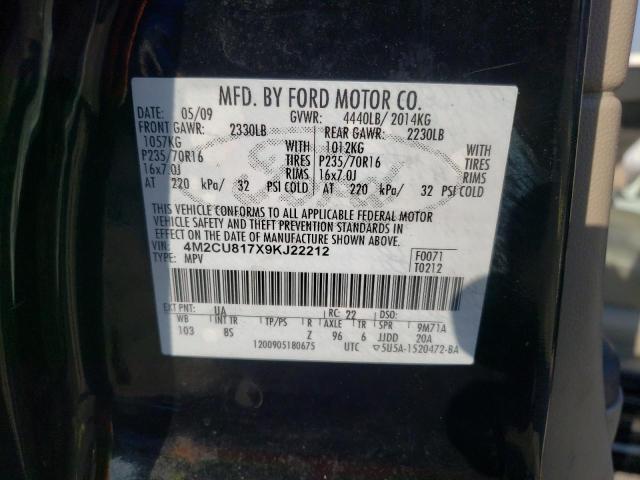 MFD. BY FORD MOTOR CO.
DATE: 05/09 GVWR: 4440LB/ 2014KG
FRONT GAWR: 2330LB REAR GAWR: 2230LB
1057KG WITH 1012KG WITH
P235/70R16 TIRES P235/70R16 TIRES
16x7.0J RIMS 16x7.0J RIMS
AT 220 kPa/ 32 PSI COLD AT 220 kPa/ 32 PSI COLD
THIS VEHICLE CONFORMS TO ALL APPLICABLE FEDERAL MOTOR
VEHICLE SAFETY AND THEFT PREVENTION STANDARDS IN
EFFECT ON THE DATE OF MANUFACTURE SHOWN ABOVE.
VIN: 4M2CU817X9KJ22212 F0071
TYPE: MPV T0212
Ford
EXT PNT: UA RC: 22 DSO:
WB INT TR TP/PS R AXLE TR SPR 9M71A
103 BS Z 96 6 JJDD 20A
1200905180675 UTC ▽5U5A-1520472-BA